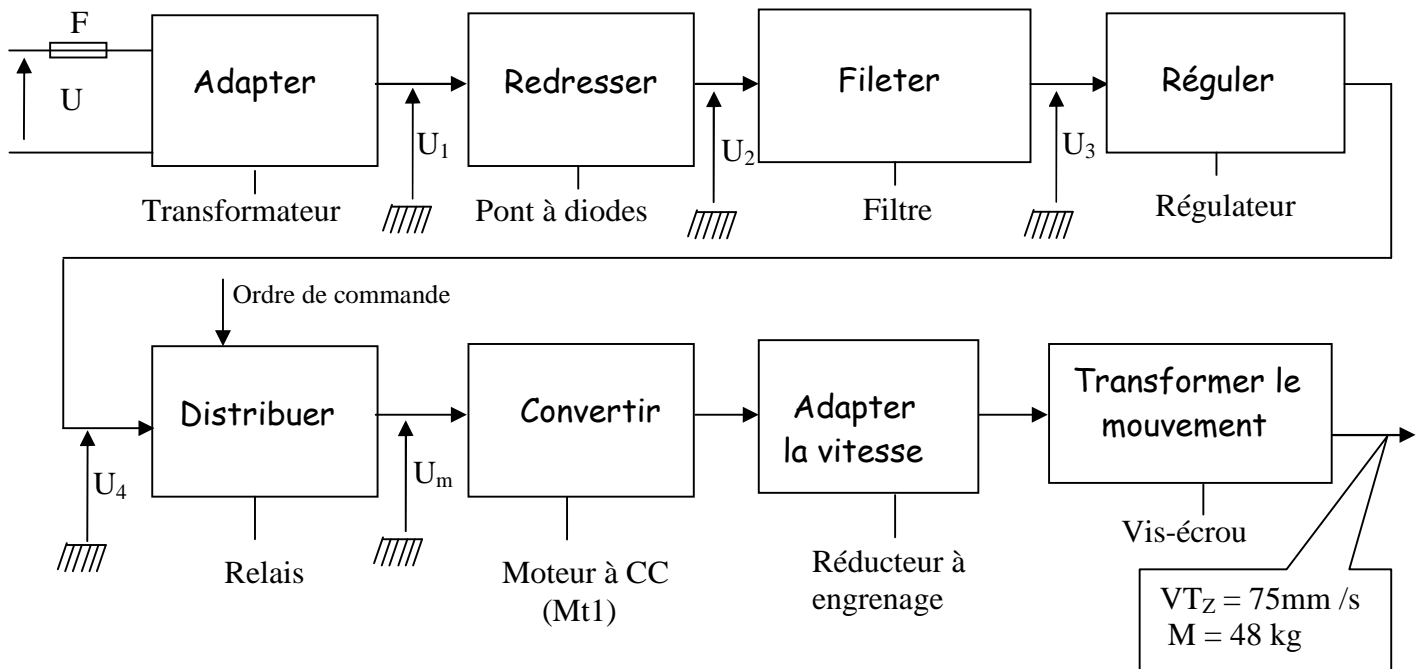 F
U
Adapter
Redresser
Fileter
Réguler
U1
U2
U3
Transformateur
Pont à diodes
Filtre
Régulateur
Ordre de commande
Distribuer
Convertir
Adapter
la vitesse
Transformer le
mouvement
U4
Um
Relais
Moteur à CC
(Mt1)
Réducteur à
engrenage
Vis-écrou
VTZ = 75mm /s
M = 48 kg